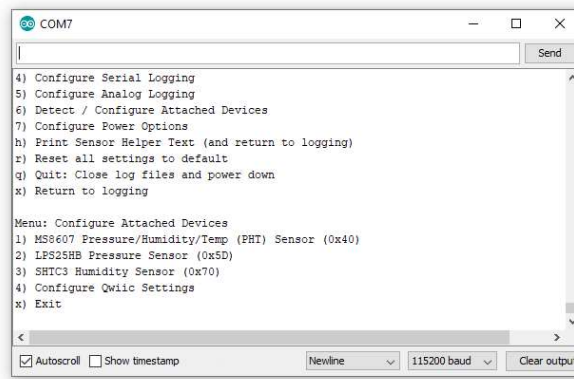 COM7
Send
4) Configure Serial Logging
5) Configure Analog Logging
6) Detect / Configure Attached Devices
7) Configure Power Options
h) Print Sensor Helper Text (and return to logging)
r) Reset all settings to default
q) Quit: Close log files and power down
x) Return to logging
Menu: Configure Attached Devices
1) MS8607 Pressure/Humidity/Temp (PHT) Sensor (0x40)
2) LPS25HB Pressure Sensor (0x5D)
3) SHTC3 Humidity Sensor (0x70)
4) Configure Qwiic Settings
x) Exit
Autoscroll Show timestamp Newline 115200 baud Clear output